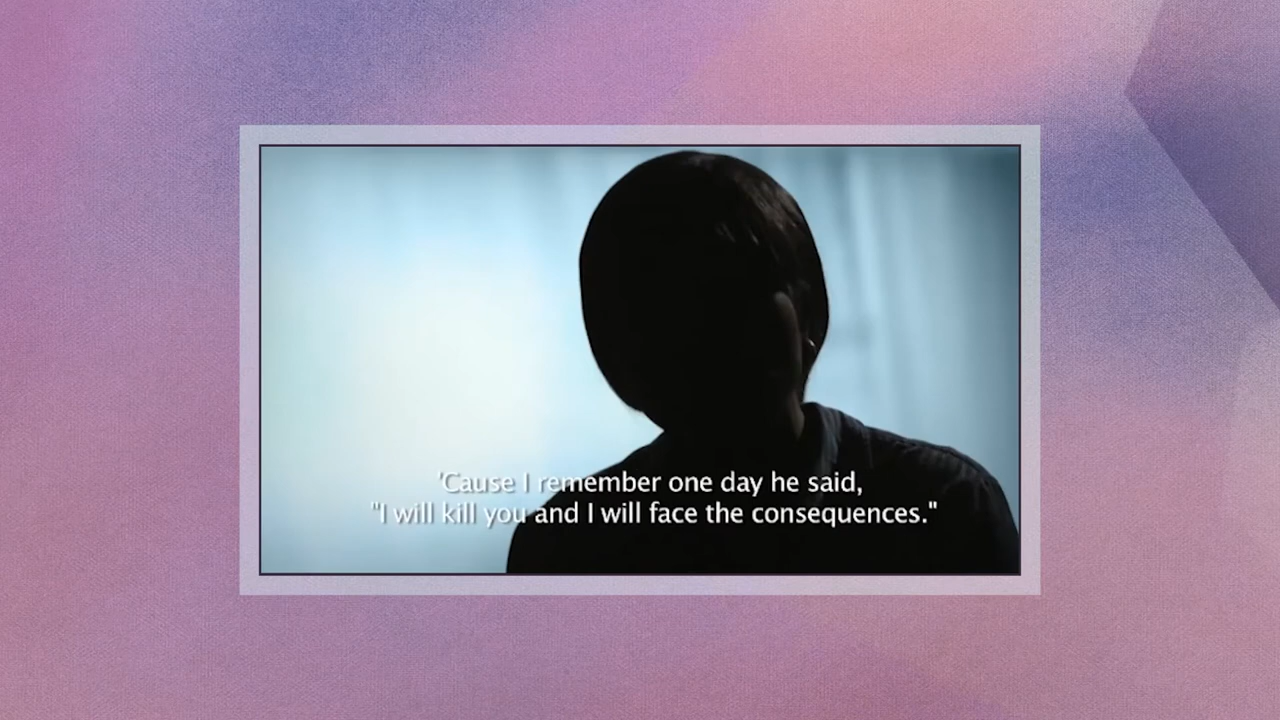 'Cause I remember one day he said,
"I will kill you and I will face the consequences."